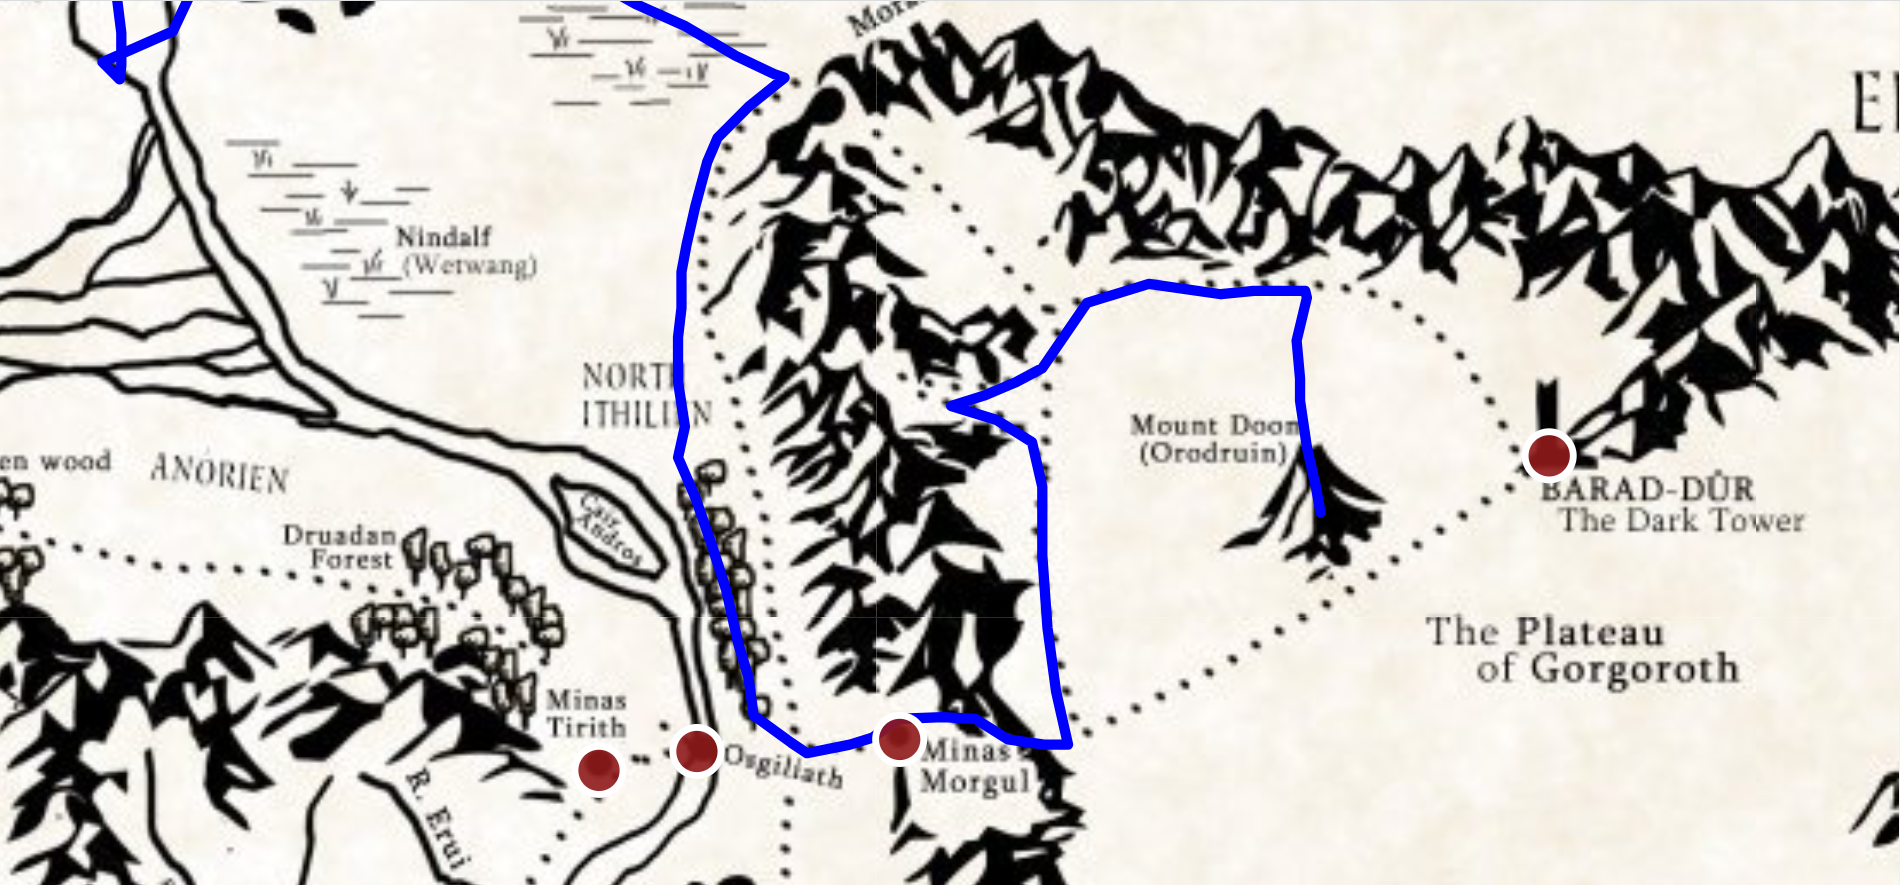 Nindalf
(Wetwang)
NORTH
ITHILIEN
ANÓRIEN
en wood
Druadan
Forest
Cair
Andros
Mount Doom
(Orodruin)
BARAD-DÛR
The Dark Tower
The Plateau
of Gorgoroth
Minas
Tirith
Osgiliath
Minas
Morgul
R. Erui